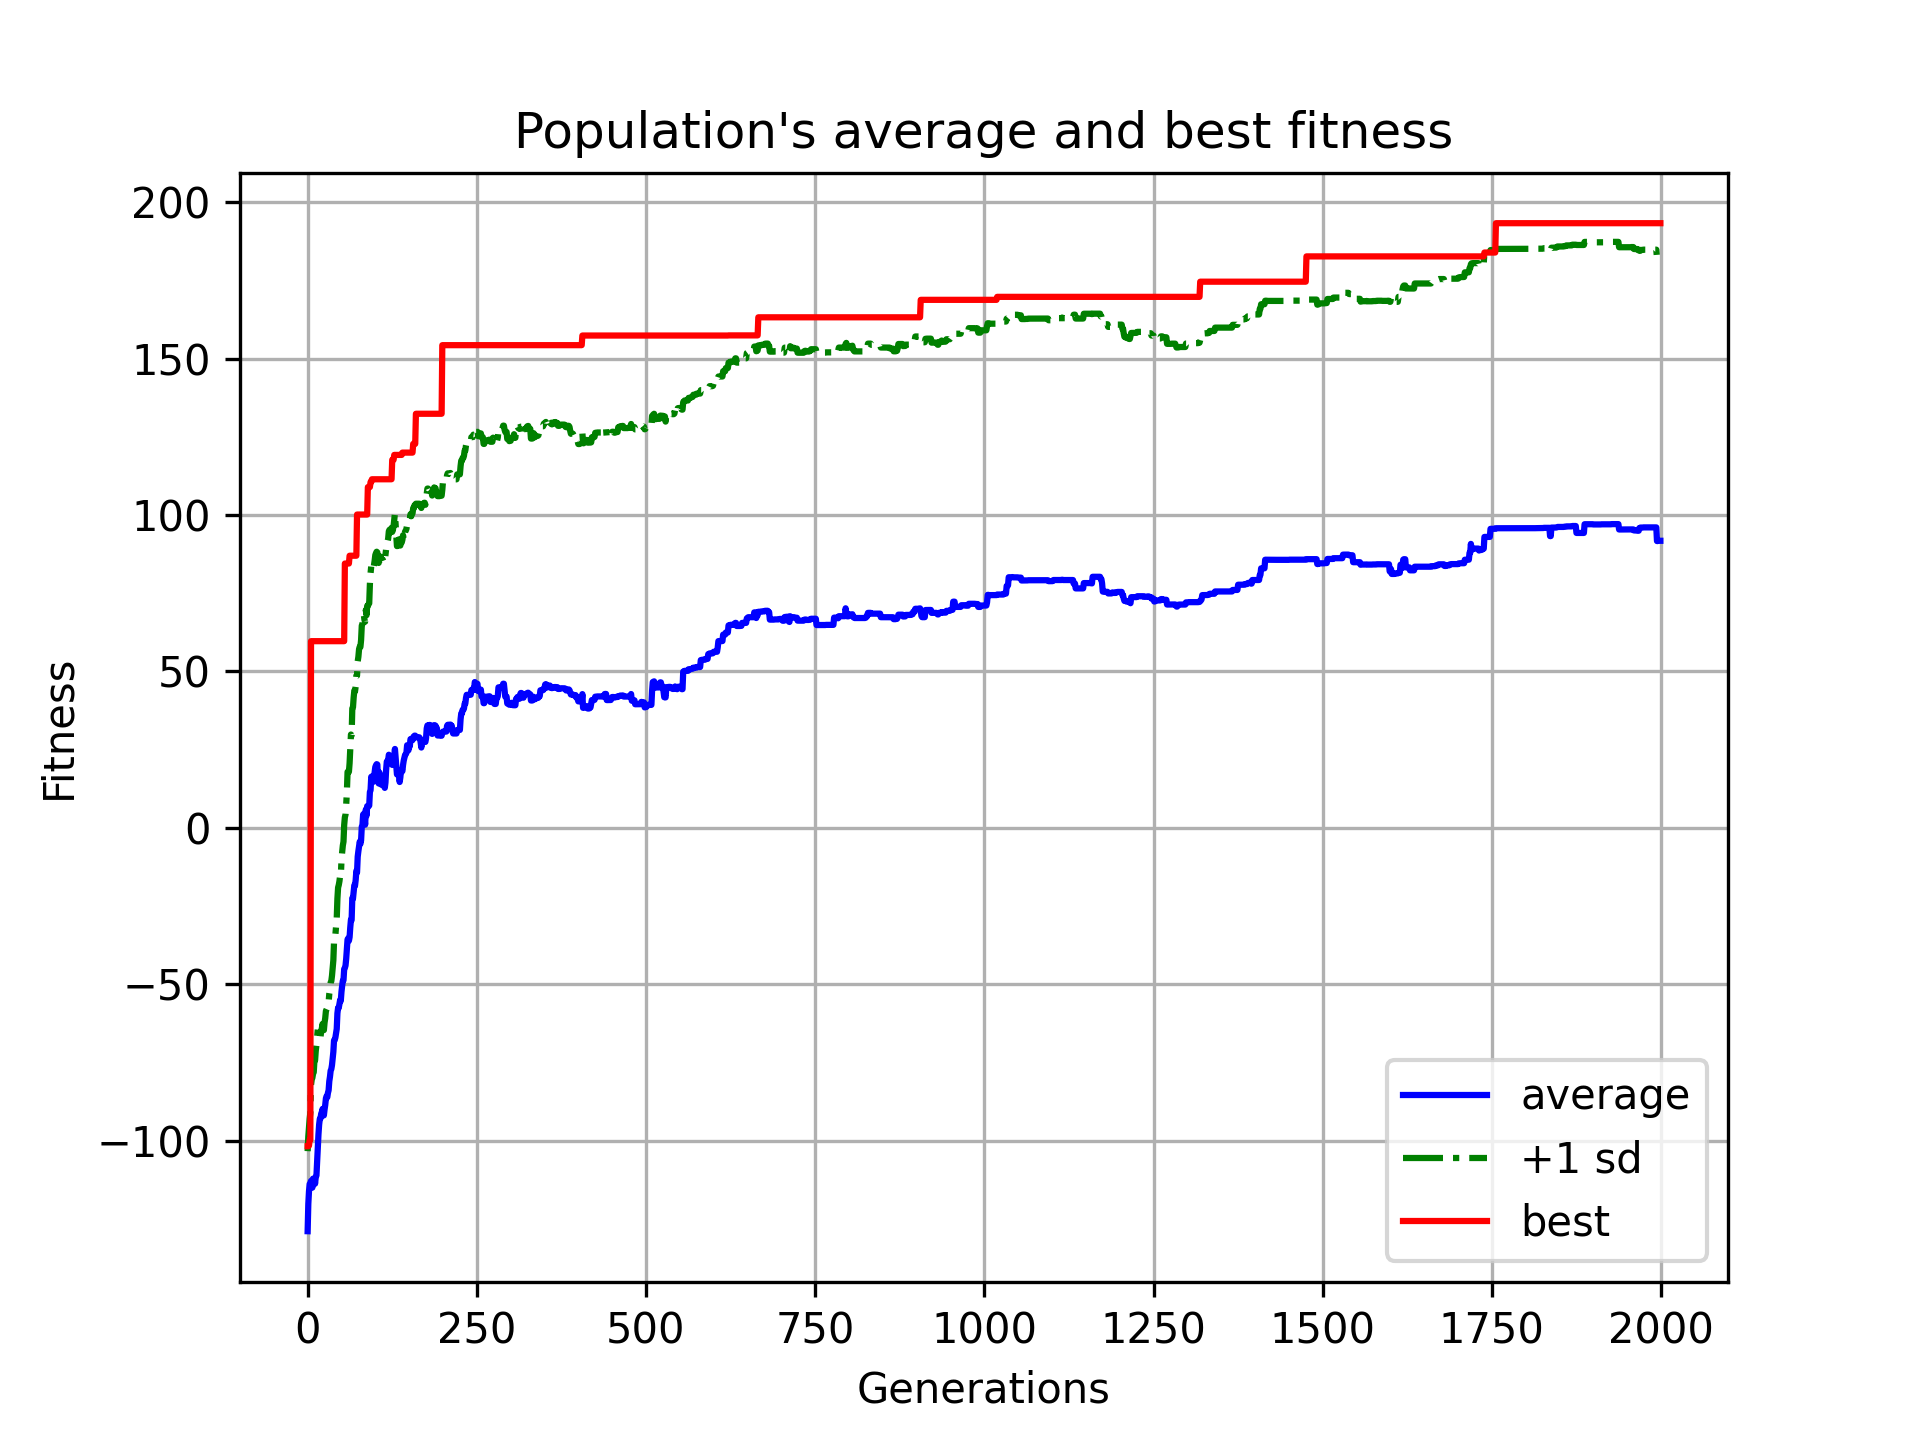 Population's average and best fitness
200
150
100
50
0
−50
−100
Fitness
0 250 500 750 1000 1250 1500 1750 2000
Generations
average
+1 sd
best